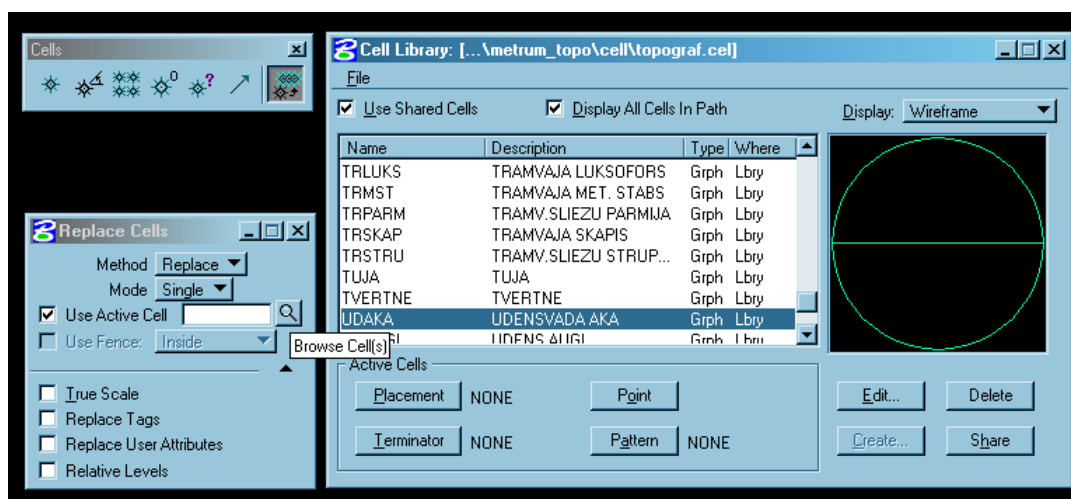 Cells
Cell Library: [...\metrum_topo\cell\topograf.cel]
File
Use Shared Cells
Display All Cells In Path
Display: Wireframe
Name Description Type Where
TRLUKS TRAMVAJA LUKSOFORS Grph Lbry
TRMST TRAMVAJA MET. STABS Grph Lbry
TRPARM TRAMV.SLIEZU PARMIJA Grph Lbry
TRSKAP TRAMVAJA SKAPIS Grph Lbry
TRSTRU TRAMV.SLIEZU STRUP... Grph Lbry
TUJA TUJA Grph Lbry
TVERTNE TVERTNE Grph Lbry
UDAKA UDENSVADA AKA Grph Lbry
UDENS AUGI Grph Lbry
Active Cells
Placement NONE
Point
Terminator NONE
Pattern NONE
Edit...
Delete
Create...
Share
Replace Cells
Method Replace
Mode Single
Use Active Cell
Use Fence: Inside
Browse Cell(s)
True Scale
Replace Tags
Replace User Attributes
Relative Levels